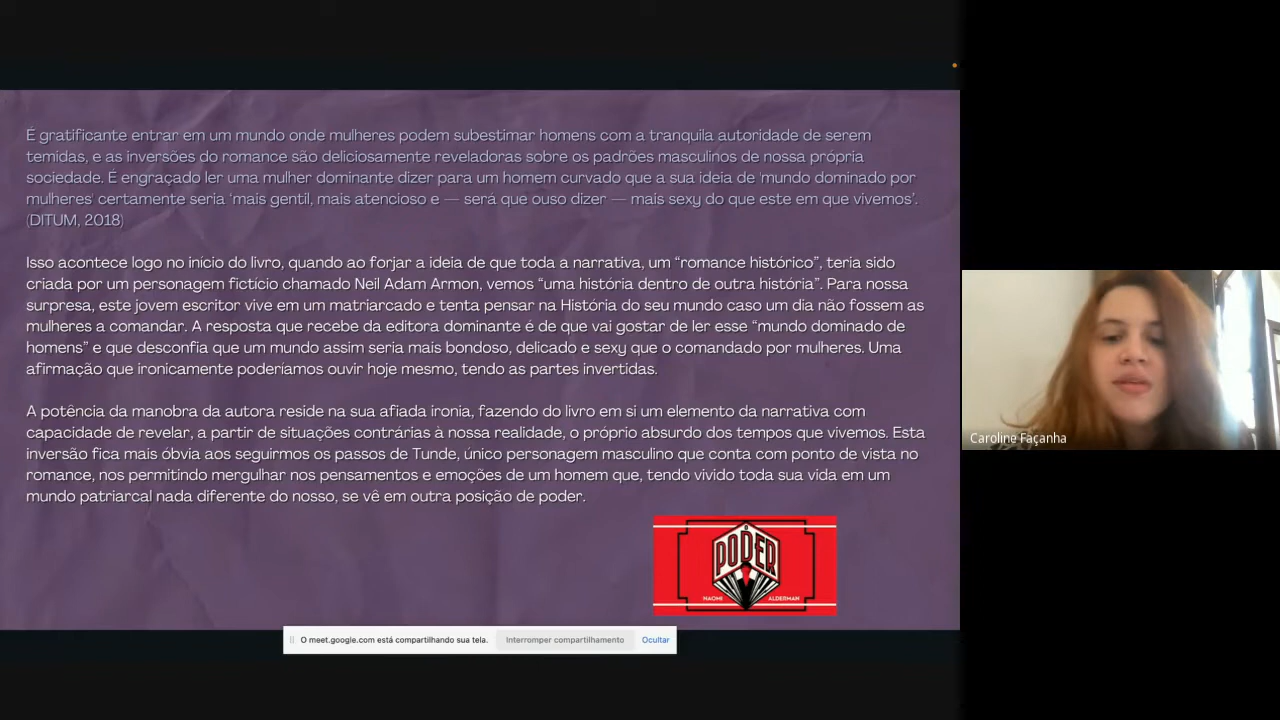 É gratificante entrar em um mundo onde mulheres podem subestimar homens com a tranquila autoridade de serem
temidas, e as inversões do romance são deliciosamente reveladoras sobre os padrões masculinos de nossa própria
sociedade. É engraçado ler uma mulher dominante dizer para um homem curvado que a sua ideia de 'mundo dominado por
mulheres' certamente seria 'mais gentil, mais atencioso e — será que ouso dizer — mais sexy do que este em que vivemos'.
(DITUM, 2018)
Isso acontece logo no início do livro, quando ao forjar a ideia de que toda a narrativa, um “romance histórico”, teria sido
criada por um personagem fictício chamado Neil Adam Armon, vemos “uma história dentro de outra história”. Para nossa
surpresa, este jovem escritor vive em um matriarcado e tenta pensar na História do seu mundo caso um dia não fossem as
mulheres a comandar. A resposta que recebe da editora dominante é de que vai gostar de ler esse “mundo dominado de
homens” e que desconfia que um mundo assim seria mais bondoso, delicado e sexy que o comandado por mulheres. Uma
afirmação que ironicamente poderíamos ouvir hoje mesmo, tendo as partes invertidas.
A potência da manobra da autora reside na sua afiada ironia, fazendo do livro em si um elemento da narrativa com
capacidade de revelar, a partir de situações contrárias à nossa realidade, o próprio absurdo dos tempos que vivemos. Esta
inversão fica mais óbvia aos seguirmos os passos de Tunde, único personagem masculino que conta com ponto de vista no
romance, nos permitindo mergulhar nos pensamentos e emoções de um homem que, tendo vivido toda sua vida em um
mundo patriarcal nada diferente do nosso, se vê em outra posição de poder.
O
PODER
NAOMI ALDERMAN
O meet.google.com está compartilhando sua tela. Interromper compartilhamento Ocultar
Caroline Façanha